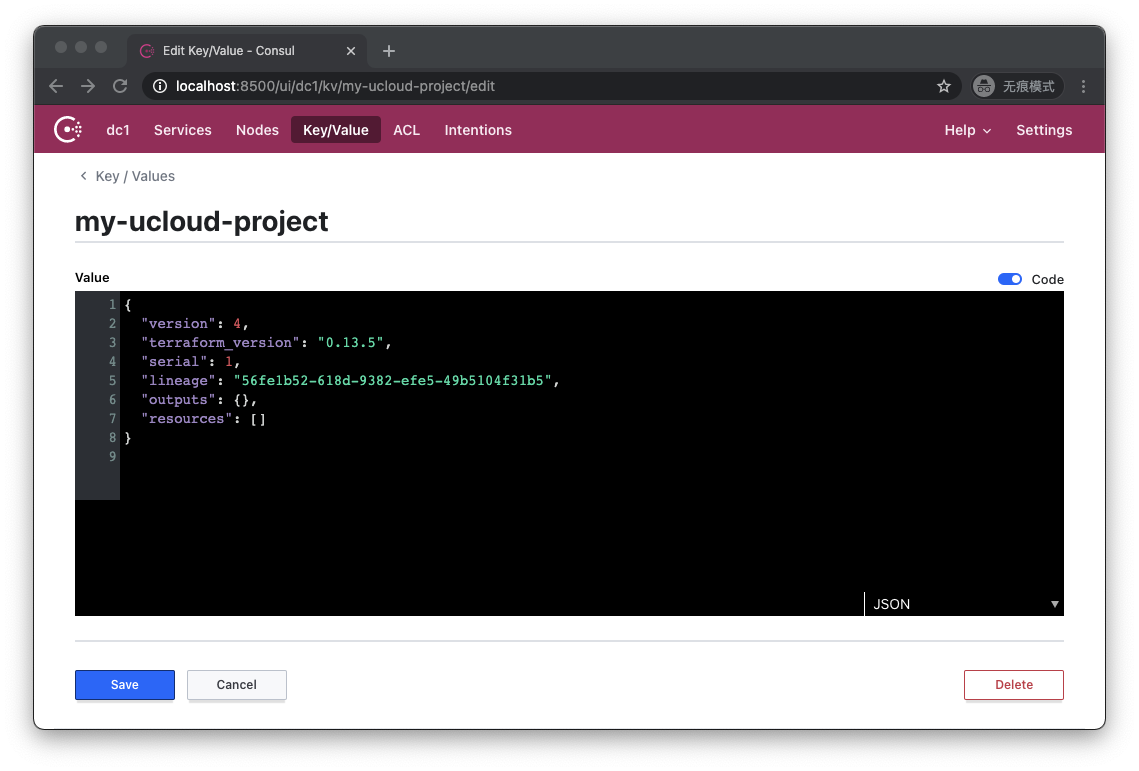 Edit Key/Value - Consul
localhost:8500/ui/dc1/kv/my-ucloud-project/edit
无痕模式
dc1 Services Nodes Key/Value ACL Intentions Help Settings
Key / Values
my-ucloud-project
Value
Code
1 {
2 "version": 4,
3 "terraform_version": "0.13.5",
4 "serial": 1,
5 "lineage": "56fe1b52-618d-9382-efe5-49b5104f31b5",
6 "outputs": {},
7 "resources": []
8 }
9
JSON
Save Cancel Delete